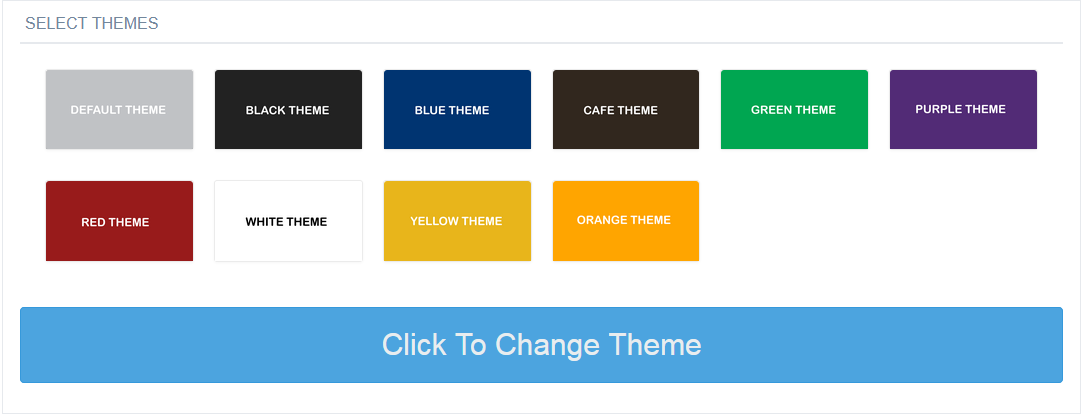 SELECT THEMES
DEFAULT THEME
BLACK THEME
BLUE THEME
CAFE THEME
GREEN THEME
PURPLE THEME
RED THEME
WHITE THEME
YELLOW THEME
ORANGE THEME
Click To Change Theme